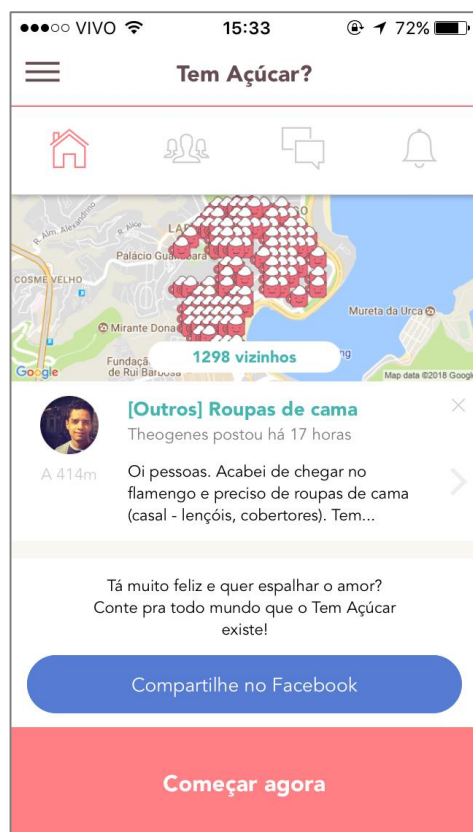 VIVO 15:33 72%
Tem Açúcar?
R. Alm. Alexandrino
R. Alice
Palácio Gua
COSME VELHO
Mirante Dona
Mureta da Urca
Fundaçã
de Rui Barbosa
1298 vizinhos
Google
Map data ©2018 Google
[Outros] Roupas de cama
Theogenes postou há 17 horas
A 414m
Oi pessoas. Acabei de chegar no
flamengo e preciso de roupas de cama
(casal - lençóis, cobertores). Tem...
Tá muito feliz e quer espalhar o amor?
Conte pra todo mundo que o Tem Açúcar
existe!
Compartilhe no Facebook
Começar agora